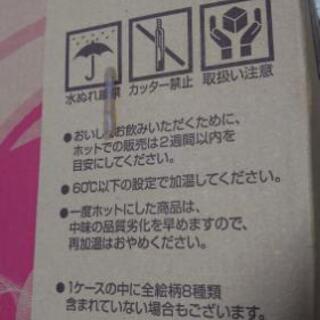 水ぬれ厳禁 カッター禁止 取扱い注意
●おいしくお飲みいただくために、
ホットでの販売は2週間以内を
目安にしてください。
●60℃以下の設定で加温してください。
●一度ホットにした商品は、
中味の品質劣化を早めますので、
再加温はおやめください。
●1ケースの中に全絵柄8種類
含まれていない場合もございます。